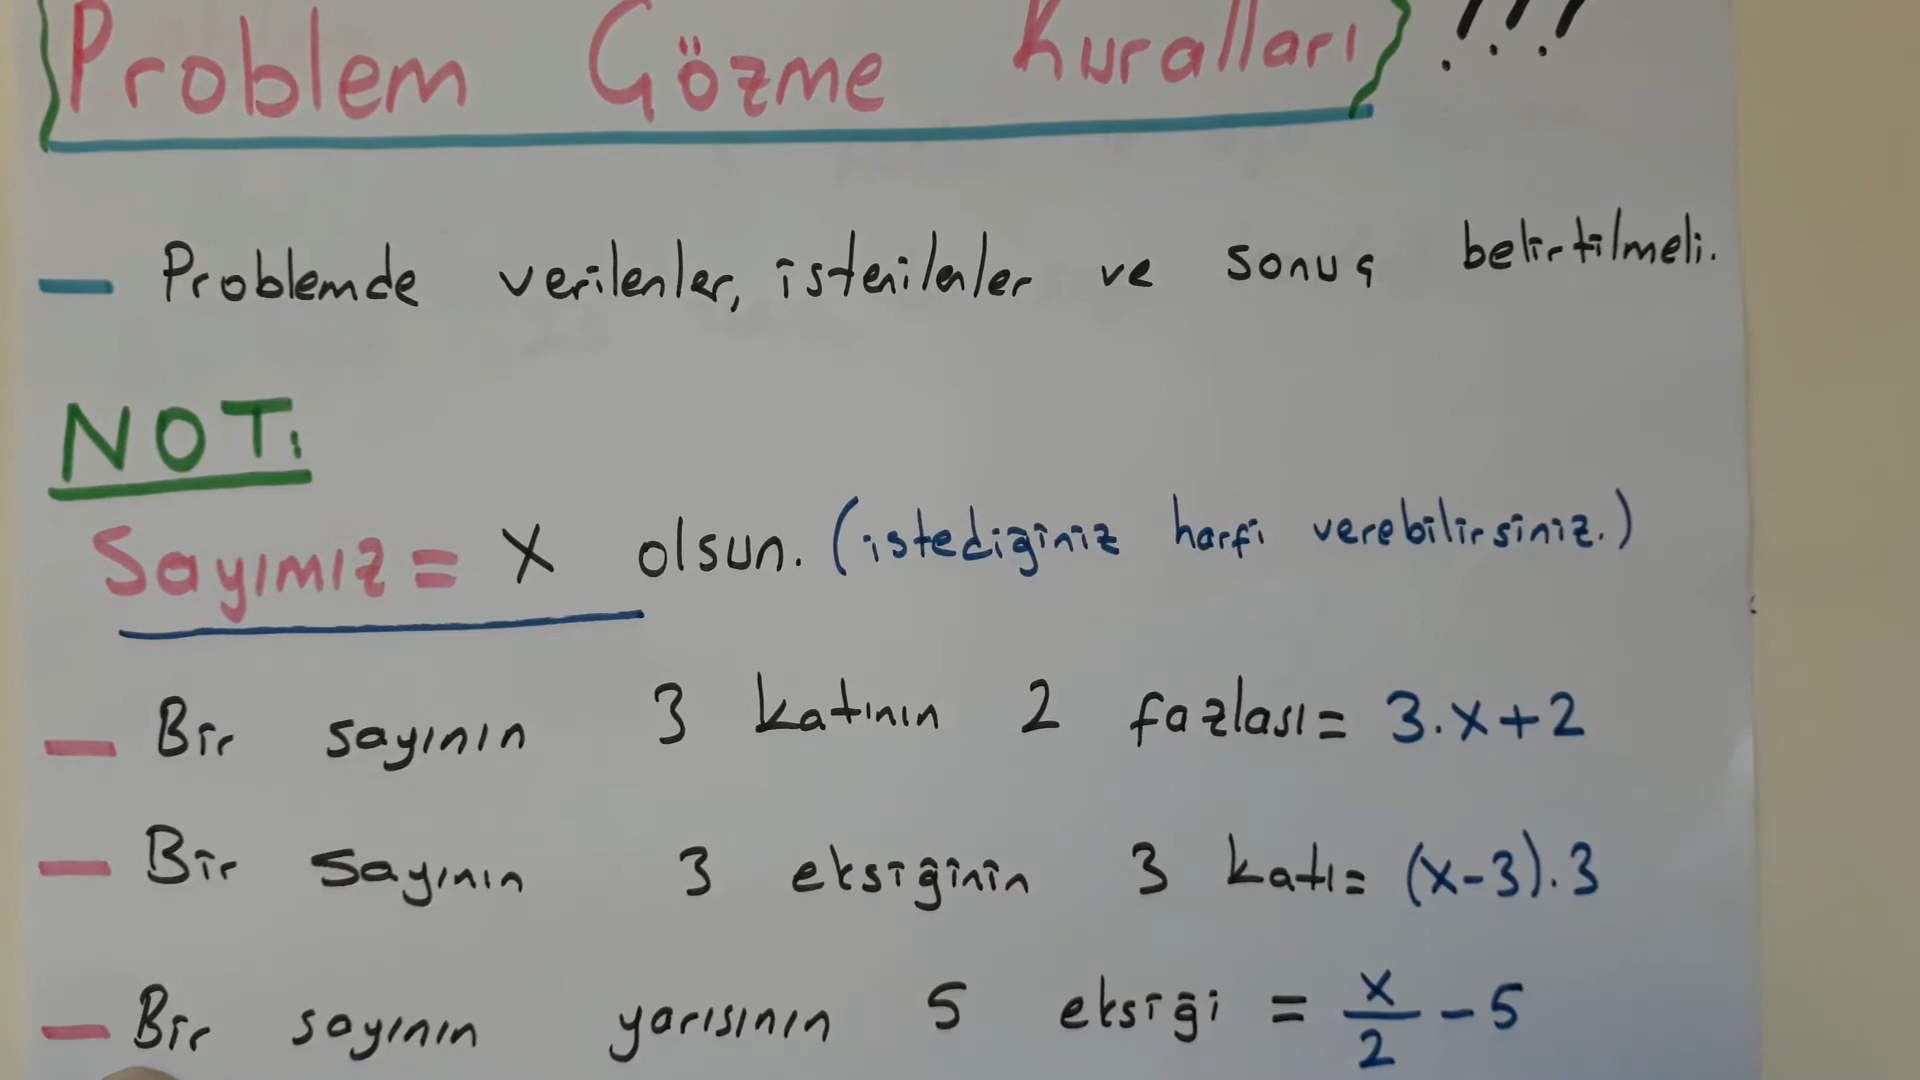 Problem Çözme Kuralları !!!
— Problemde verilenler, istenilenler ve sonuç belirtilmeli.
NOT:
Sayımız = x olsun. (istediğiniz harfi verebilirsiniz.)
— Bir sayının 3 katının 2 fazlası = 3.x+2
— Bir sayının 3 eksiğinin 3 katı = (x-3).3
— Bir sayının yarısının 5 eksiği = x/2 - 5